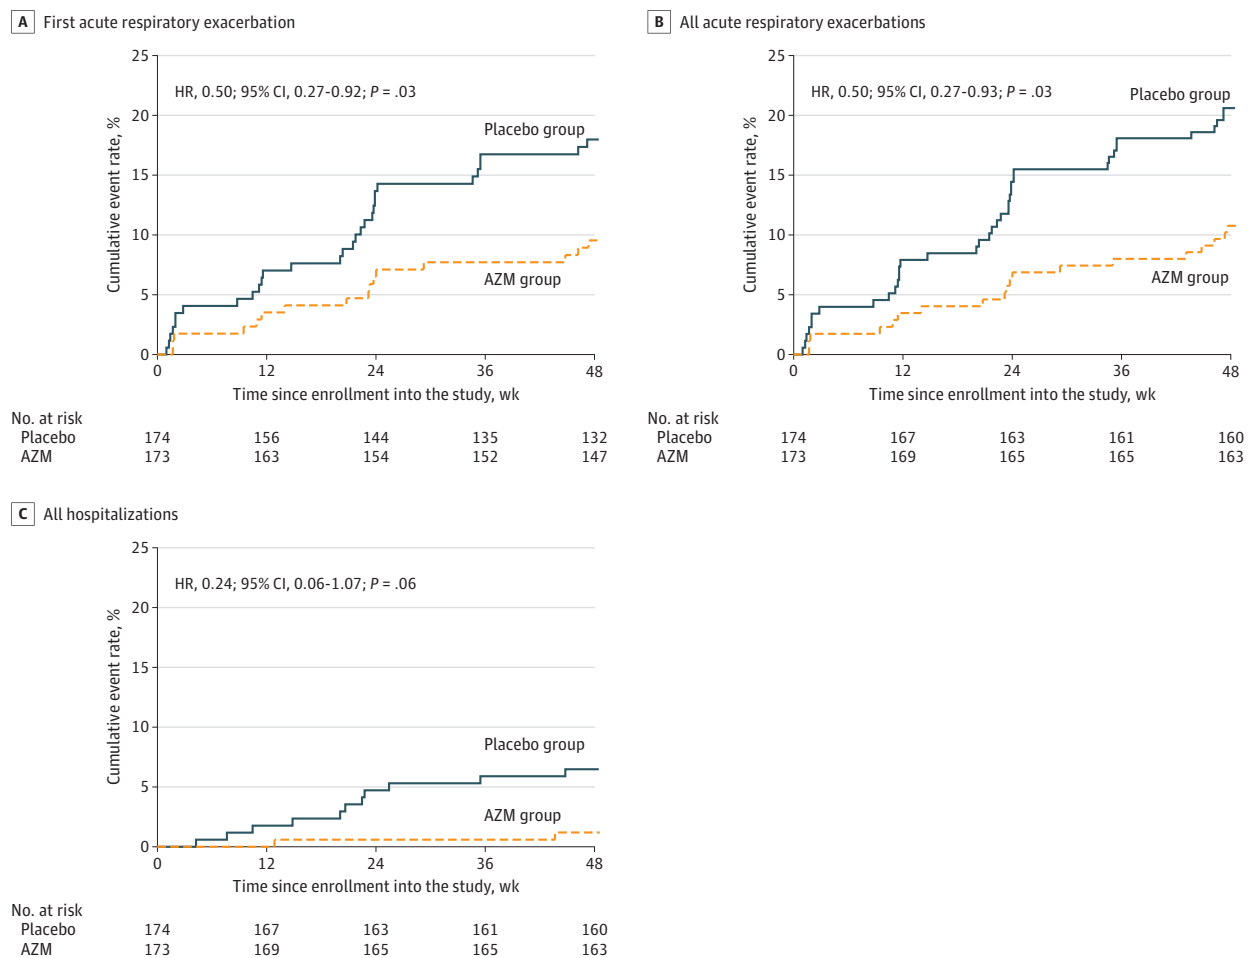 A First acute respiratory exacerbation
25
20
15
10
5
0
Cumulative event rate, %
HR, 0.50; 95% CI, 0.27-0.92; P = .03
Placebo group
AZM group
0 12 24 36 48
Time since enrollment into the study, wk
No. at risk
Placebo 174 156 144 135 132
AZM 173 163 154 152 147
B All acute respiratory exacerbations
25
20
15
10
5
0
Cumulative event rate, %
HR, 0.50; 95% CI, 0.27-0.93; P = .03
Placebo group
AZM group
0 12 24 36 48
Time since enrollment into the study, wk
No. at risk
Placebo 174 167 163 161 160
AZM 173 169 165 165 163
C All hospitalizations
25
20
15
10
5
0
Cumulative event rate, %
HR, 0.24; 95% CI, 0.06-1.07; P = .06
Placebo group
AZM group
0 12 24 36 48
Time since enrollment into the study, wk
No. at risk
Placebo 174 167 163 161 160
AZM 173 169 165 165 163